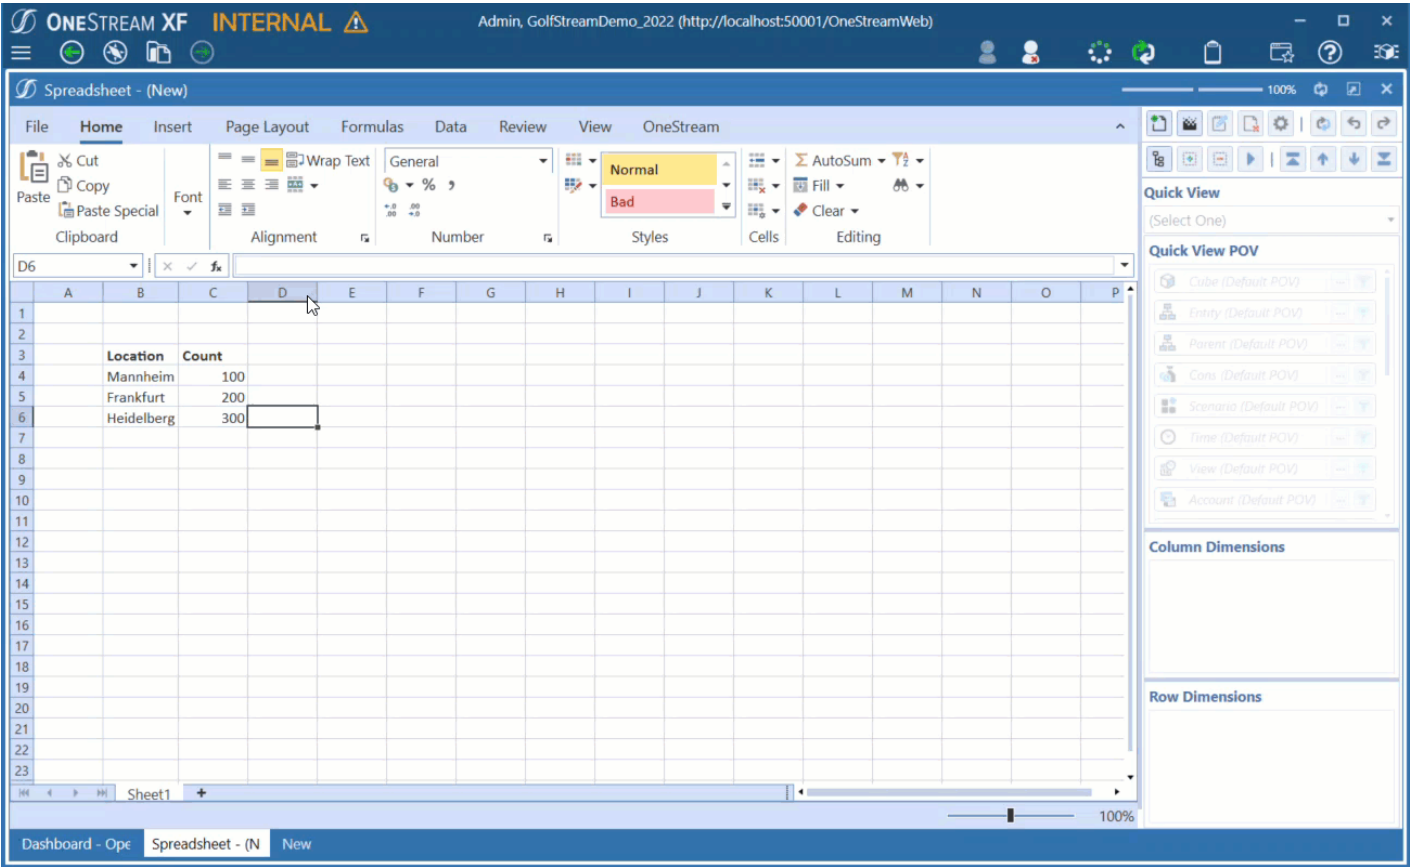 ONESTREAM XF INTERNAL Admin, GolfStreamDemo_2022 (http://localhost:50001/OneStreamWeb)
Spreadsheet - (New) 100%
File Home Insert Page Layout Formulas Data Review View OneStream
Paste
Cut
Copy
Paste Special
Clipboard
Font
Wrap Text
Alignment
General
%
Number
Normal
Bad
Styles
Cells
AutoSum
Fill
Clear
Editing
D6 fx
A B C D E F G H I J K L M N O P
1
2
3 Location Count
4 Mannheim 100
5 Frankfurt 200
6 Heidelberg 300
7
8
9
10
11
12
13
14
15
16
17
18
19
20
21
22
23
Sheet1 +
100%
Quick View
(Select One)
Quick View POV
Cube (Default POV)
Entity (Default POV)
Parent (Default POV)
Cons (Default POV)
Scenario (Default POV)
Time (Default POV)
View (Default POV)
Account (Default POV)
Column Dimensions
Row Dimensions
Dashboard - Ope Spreadsheet - (N New